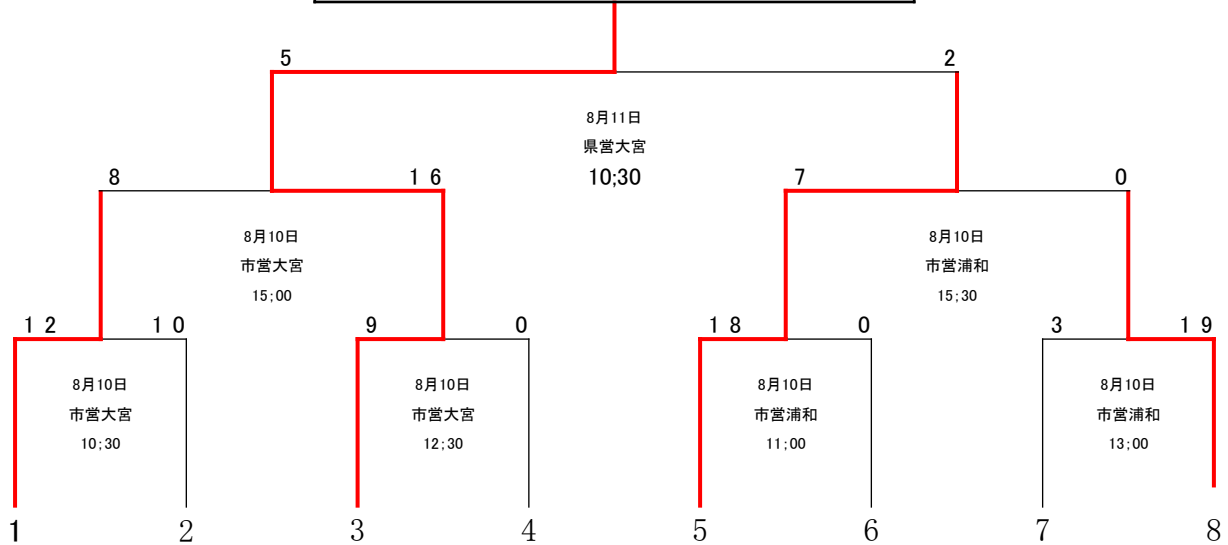 5 2
8月11日
県営大宮
10;30
8 16 7 0
8月10日 8月10日
市営大宮 市営浦和
15;00 15;30
12 10 9 0 18 0 3 19
8月10日 8月10日 8月10日 8月10日
市営大宮 市営大宮 市営浦和 市営浦和
10;30 12;30 11;00 13;00
1 2 3 4 5 6 7 8